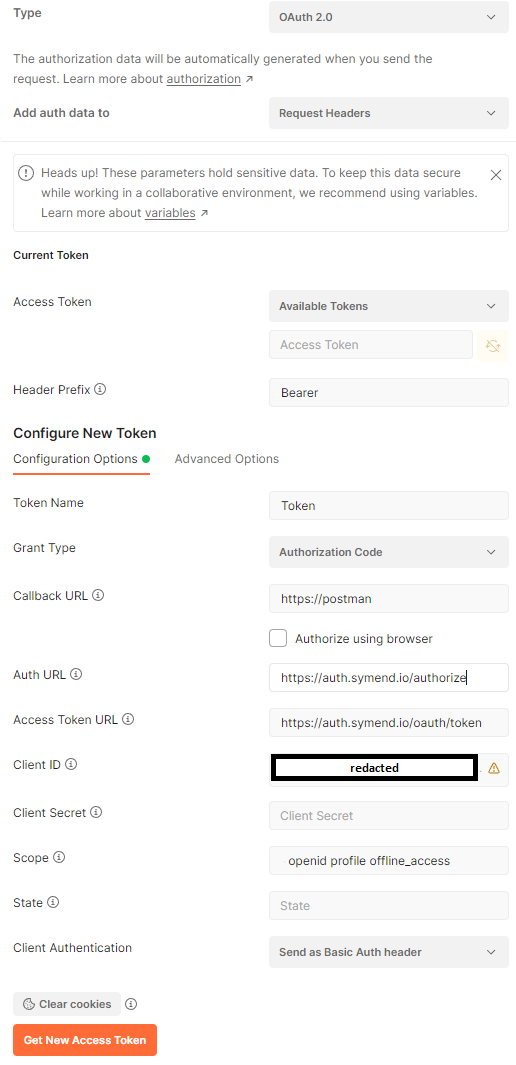 Type
OAuth 2.0
The authorization data will be automatically generated when you send the
request. Learn more about authorization ↗
Add auth data to
Request Headers
Heads up! These parameters hold sensitive data. To keep this data secure
while working in a collaborative environment, we recommend using variables.
Learn more about variables ↗
Current Token
Access Token
Available Tokens
Access Token
Header Prefix
Bearer
Configure New Token
Configuration Options
Advanced Options
Token Name
Token
Grant Type
Authorization Code
Callback URL
https://postman
Authorize using browser
Auth URL
https://auth.symend.io/authorize
Access Token URL
https://auth.symend.io/oauth/token
Client ID
redacted
Client Secret
Client Secret
Scope
openid profile offline_access
State
State
Client Authentication
Send as Basic Auth header
Clear cookies
Get New Access Token